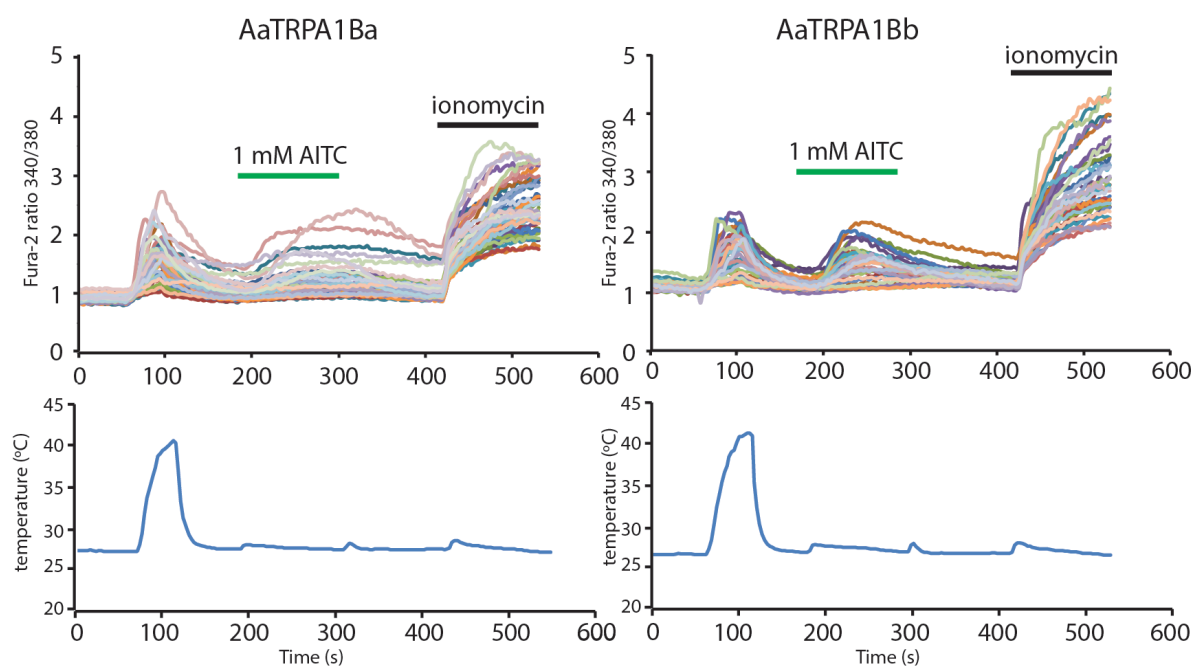 AaTRPA1Ba
Fura-2 ratio 340/380
5
4
3
2
1
0
1 mM AITC
ionomycin
0 100 200 300 400 500 600
AaTRPA1Bb
Fura-2 ratio 340/380
5
4
3
2
1
0
1 mM AITC
ionomycin
0 100 200 300 400 500 600
temperature (°C)
45
40
35
30
25
20
0 100 200 300 400 500 600
Time (s)
temperature (°C)
45
40
35
30
25
20
0 100 200 300 400 500 600
Time (s)